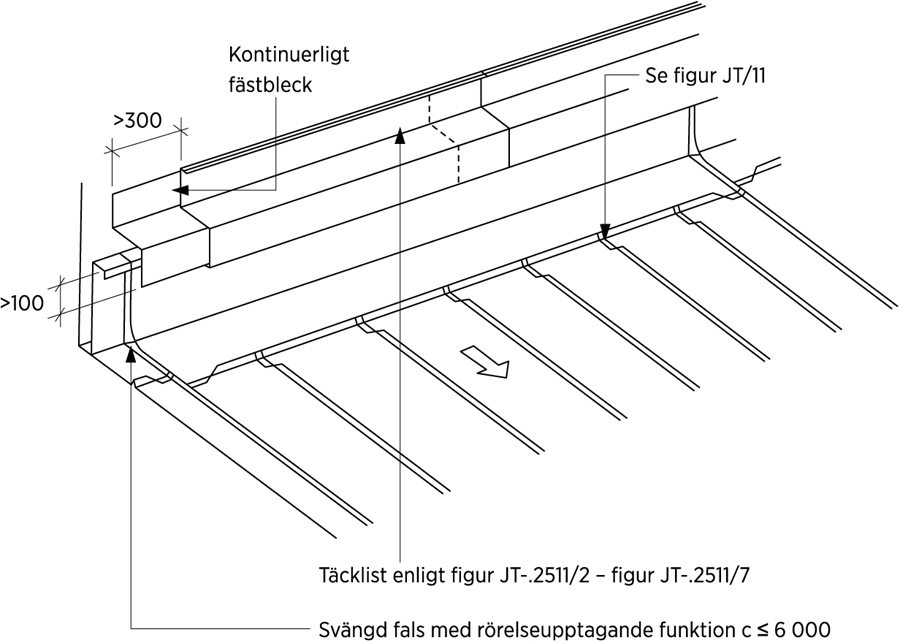 Kontinuerligt
fästbleck
Se figur JT/11
>300
>100
Täcklist enligt figur JT-.2511/2 – figur JT-.2511/7
Svängd fals med rörelseupptagande funktion c ≤ 6 000